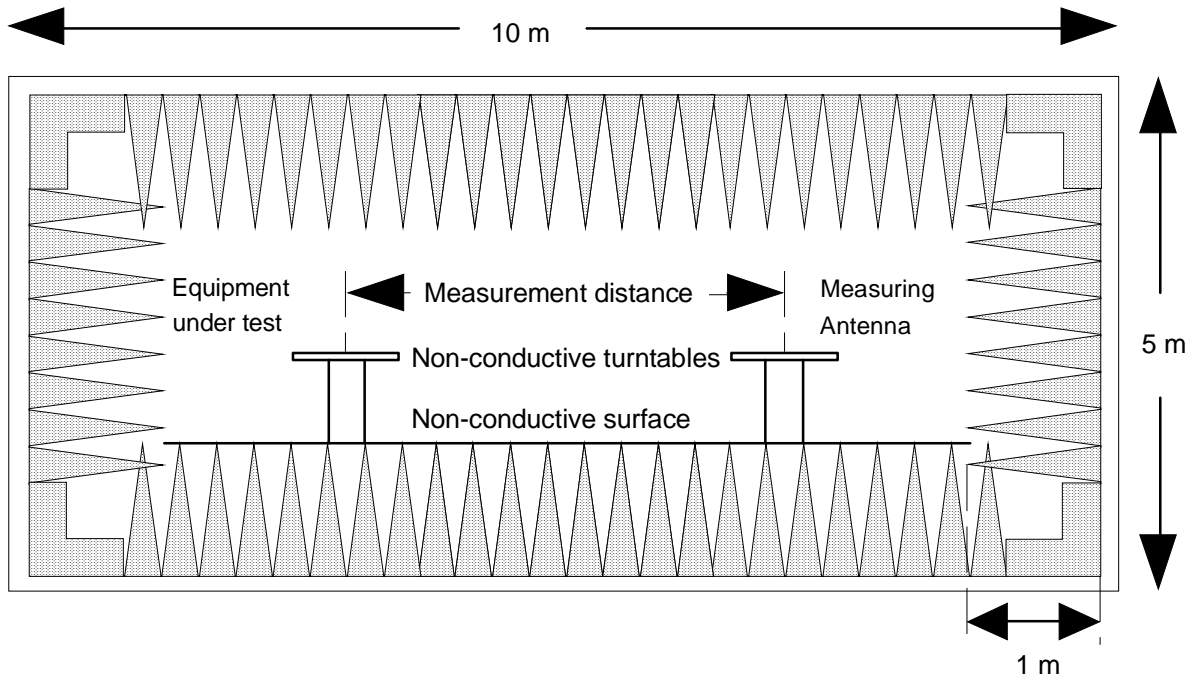 10 m
Equipment
under test
Measurement distance
Measuring
Antenna
Non-conductive turntables
5 m
Non-conductive surface
1 m